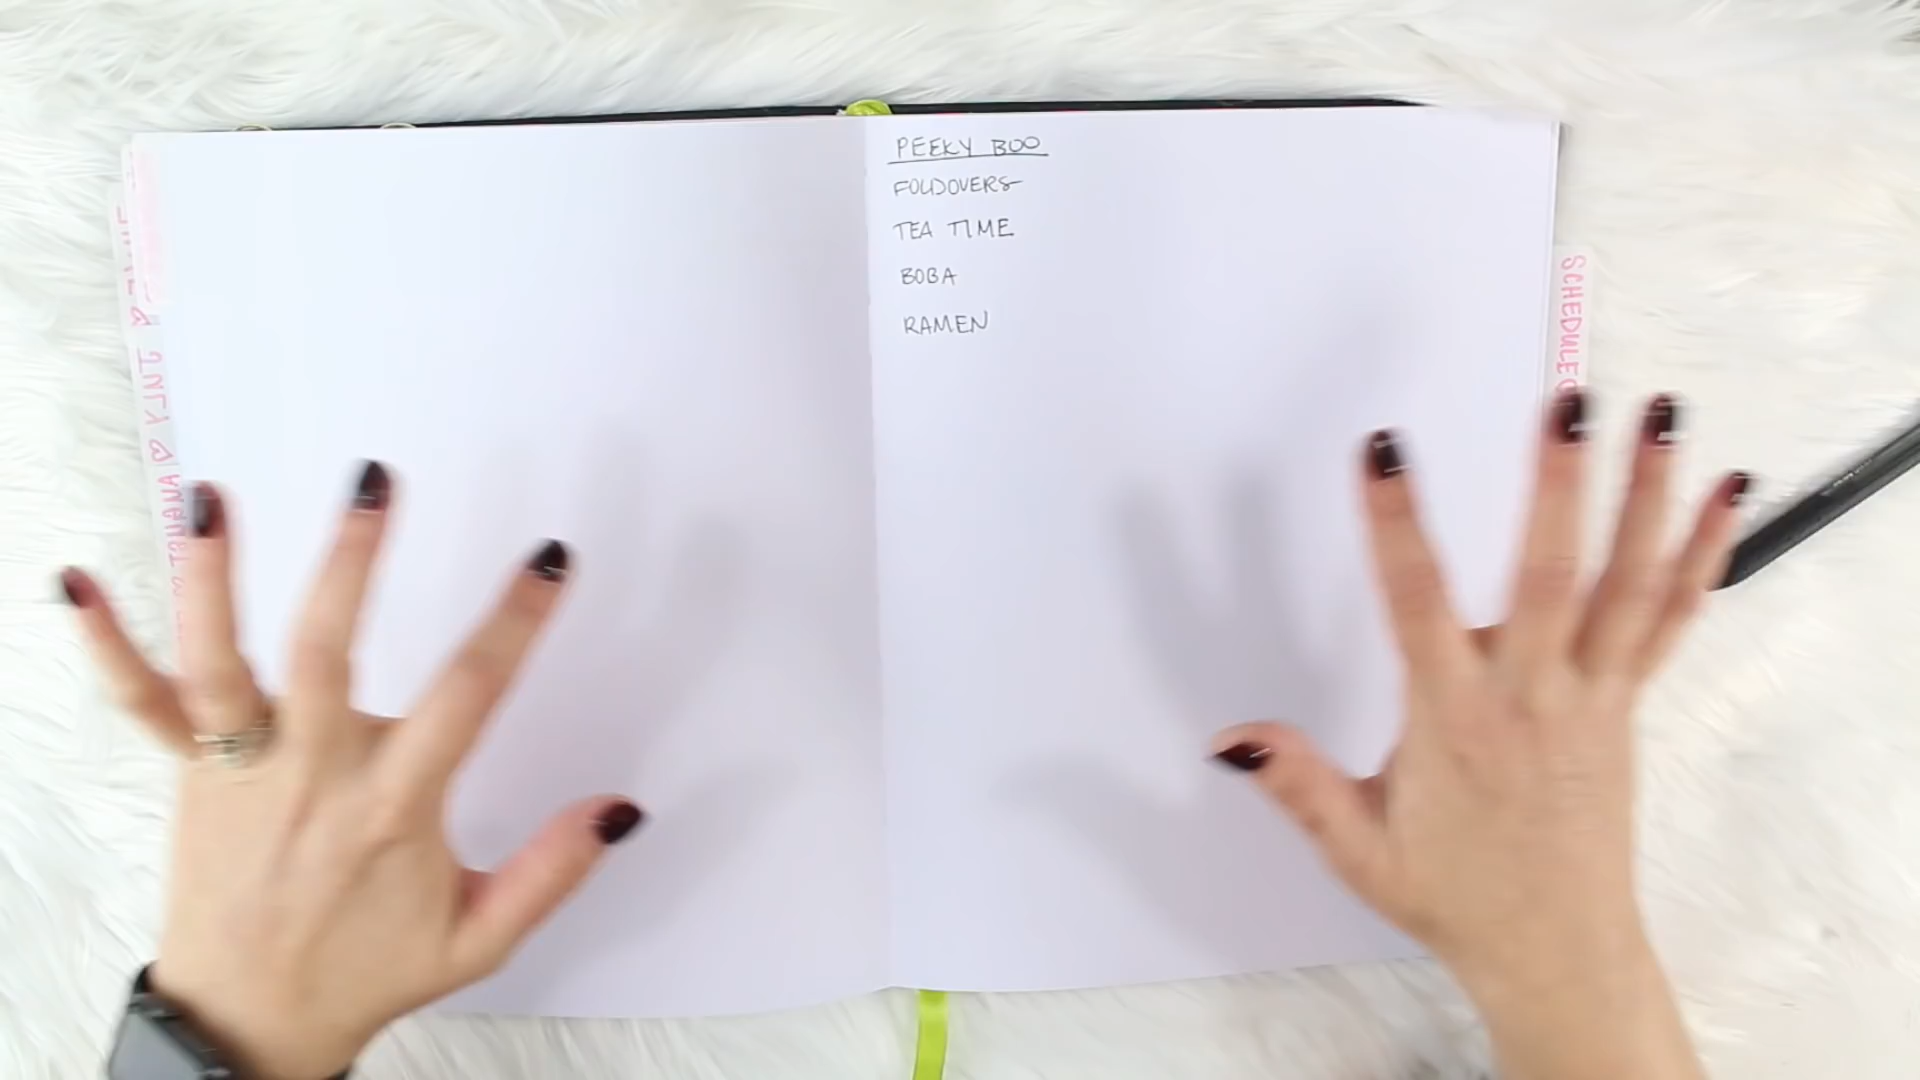 PEEKY BOO
FOLDOVERS
TEA TIME
BOBA
RAMEN
SCHEDULE